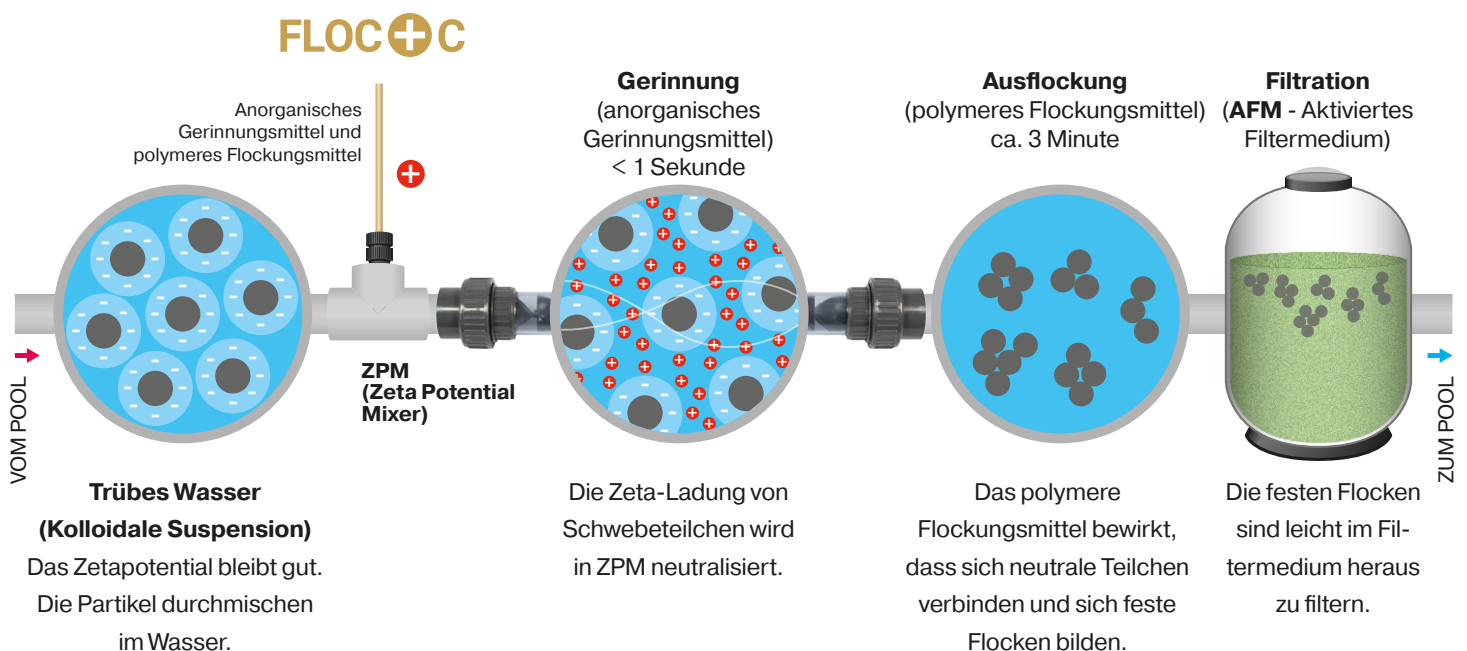 FLOC+C
Anorganisches
Gerinnungsmittel und
polymeres Flockungsmittel
Gerinnung
(anorganisches
Gerinnungsmittel)
< 1 Sekunde
Ausflockung
(polymeres Flockungsmittel)
ca. 3 Minute
Filtration
(AFM - Aktiviertes
Filtermedium)
VOM POOL
ZPM
(Zeta Potential
Mixer)
ZUM POOL
Trübes Wasser
(Kolloidale Suspension)
Das Zetapotential bleibt gut.
Die Partikel durchmischen
im Wasser.
Die Zeta-Ladung von
Schwebeteilchen wird
in ZPM neutralisiert.
Das polymere
Flockungsmittel bewirkt,
dass sich neutrale Teilchen
verbinden und sich feste
Flocken bilden.
Die festen Flocken
sind leicht im Fil-
termedium heraus
zu filtern.